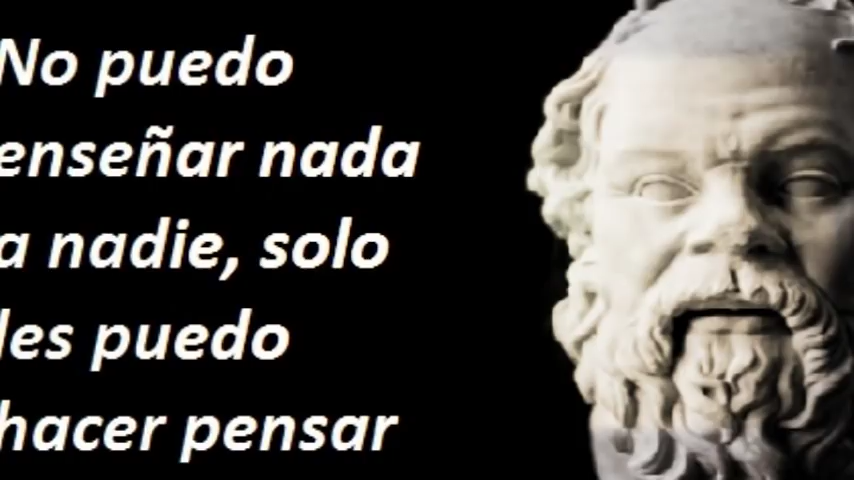 No puedo
enseñar nada
a nadie, solo
les puedo
hacer pensar